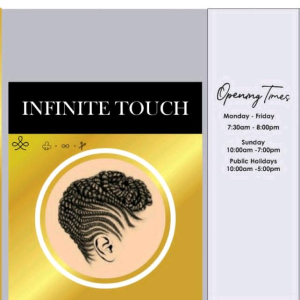 INFINITE TOUCH
Opening Times
Monday - Friday
7:30am - 8:00pm
Sunday
10:00am -7:00pm
Public Holidays
10:00am -5:00pm